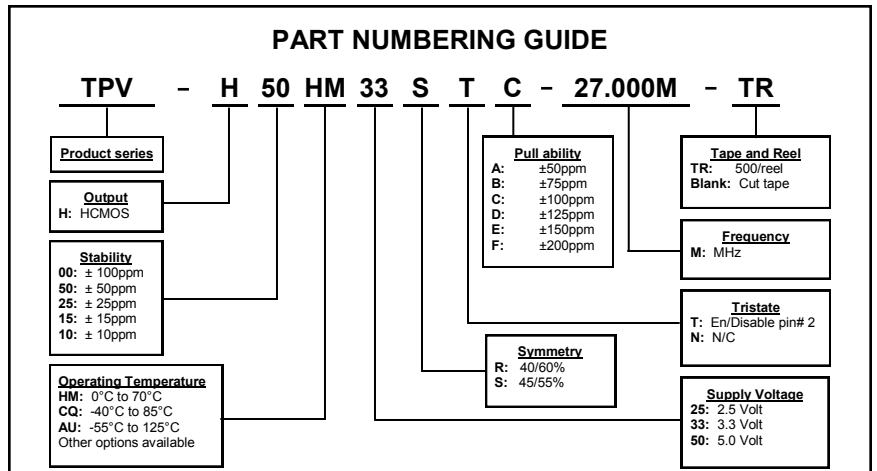 PART NUMBERING GUIDE
TPV - H 50 HM 33 S T C - 27.000M - TR
Product series
Output
H: HCMOS
Stability
00: ± 100ppm
50: ± 50ppm
25: ± 25ppm
15: ± 15ppm
10: ± 10ppm
Operating Temperature
HM: 0°C to 70°C
CQ: -40°C to 85°C
AU: -55°C to 125°C
Other options available
Pull ability
A: ±50ppm
B: ±75ppm
C: ±100ppm
D: ±125ppm
E: ±150ppm
F: ±200ppm
Symmetry
R: 40/60%
S: 45/55%
Tape and Reel
TR: 500/reel
Blank: Cut tape
Frequency
M: MHz
Tristate
T: En/Disable pin# 2
N: N/C
Supply Voltage
25: 2.5 Volt
33: 3.3 Volt
50: 5.0 Volt